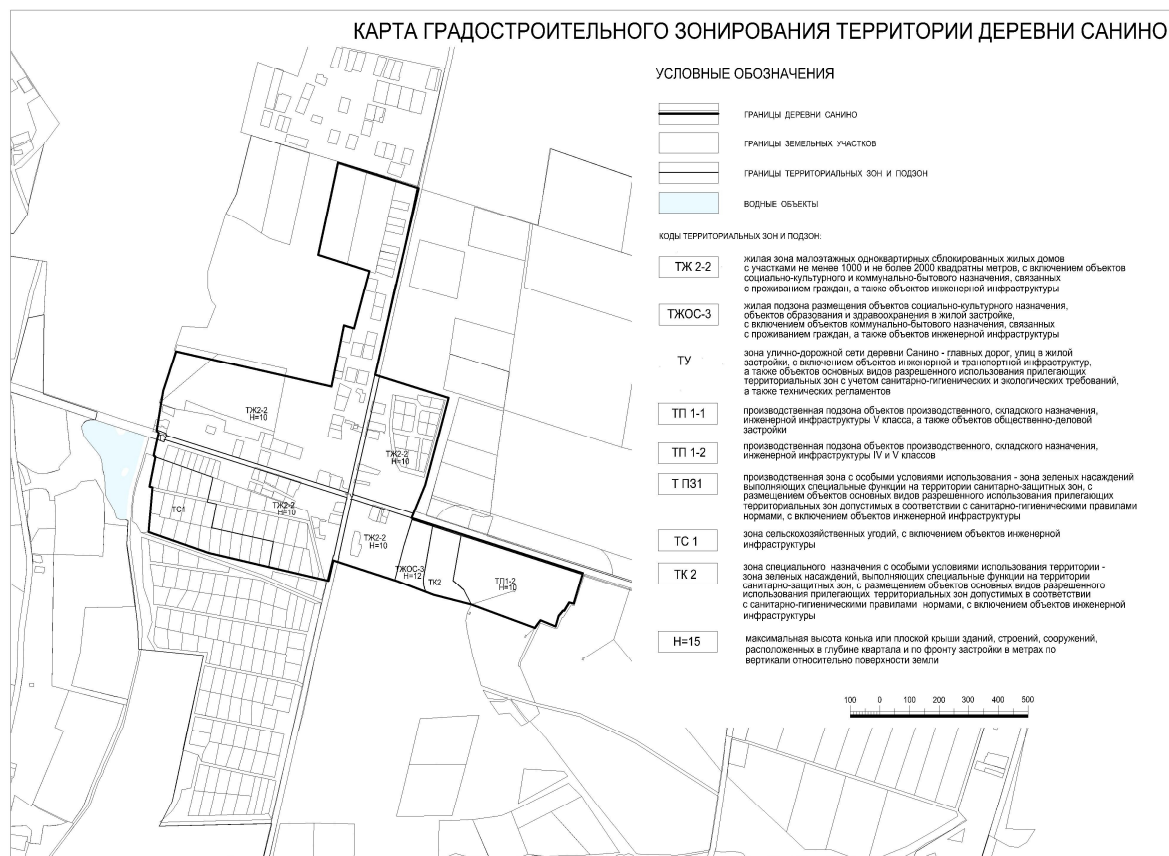 КАРТА ГРАДОСТРОИТЕЛЬНОГО ЗОНИРОВАНИЯ ТЕРРИТОРИИ ДЕРЕВНИ САНИНО
УСЛОВНЫЕ ОБОЗНАЧЕНИЯ
ГРАНИЦЫ ДЕРЕВНИ САНИНО
ГРАНИЦЫ ЗЕМЕЛЬНЫХ УЧАСТКОВ
ГРАНИЦЫ ТЕРРИТОРИАЛЬНЫХ ЗОН И ПОДЗОН
ВОДНЫЕ ОБЪЕКТЫ
КОДЫ ТЕРРИТОРИАЛЬНЫХ ЗОН И ПОДЗОН:
ТЖ 2-2
жилая зона малоэтажных одноквартирных сблокированных жилых домов
с участками не менее 1000 и не более 2000 квадратны метров, с включением объектов
социально-культурного и коммунально-бытового назначения, связанных
с проживанием граждан, а также объектов инженерной инфраструктуры
ТЖОС-3
жилая подзона размещения объектов социально-культурного назначения,
объектов образования и здравоохранения в жилой застройке,
с включением объектов коммунально-бытового назначения, связанных
с проживанием граждан, а также объектов инженерной инфраструктуры
ТУ
зона улично-дорожной сети деревни Санино - главных дорог, улиц в жилой
застройки, с включением объектов инженерной и транспортной инфраструктур,
а также объектов основных видов разрешенного использования прилегающих
территориальных зон с учетом санитарно-гигиенических и экологических требований,
а также технических регламентов
ТП 1-1
производственная подзона объектов производственного, складского назначения,
инженерной инфраструктуры V класса, а также объектов общественно-деловой
застройки
ТП 1-2
производственная подзона объектов производственного, складского назначения,
инженерной инфраструктуры IV и V классов
Т ПЗ1
производственная зона с особыми условиями использования - зона зеленых насаждений
выполняющих специальные функции на территории санитарно-защитных зон, с
размещением объектов основных видов разрешенного использования прилегающих
территориальных зон допустимых в соответствии с санитарно-гигиеническими правилами
нормами, с включением объектов инженерной инфраструктуры
ТС 1
зона сельскохозяйственных угодий, с включением объектов инженерной
инфраструктуры
ТК 2
зона специального назначения с особыми условиями использования территории -
зона зеленых насаждений, выполняющих специальные функции на территории
санитарно-защитных зон, с размещением объектов основных видов разрешенного
использования прилегающих территориальных зон допустимых в соответствии
с санитарно-гигиеническими правилами нормами, с включением объектов инженерной
инфраструктуры
Н=15
максимальная высота конька или плоской крыши зданий, строений, сооружений,
расположенных в глубине квартала и по фронту застройки в метрах по
вертикали относительно поверхности земли
100 0 100 200 300 400 500
ТЖ2-2
Н=10
ТЖ2-2
Н=10
ТС1
ТЖ2-2
Н=10
ТЖ2-2
Н=10
ТЖОС-3
Н=12
ТК2
ТП1-2
Н=10